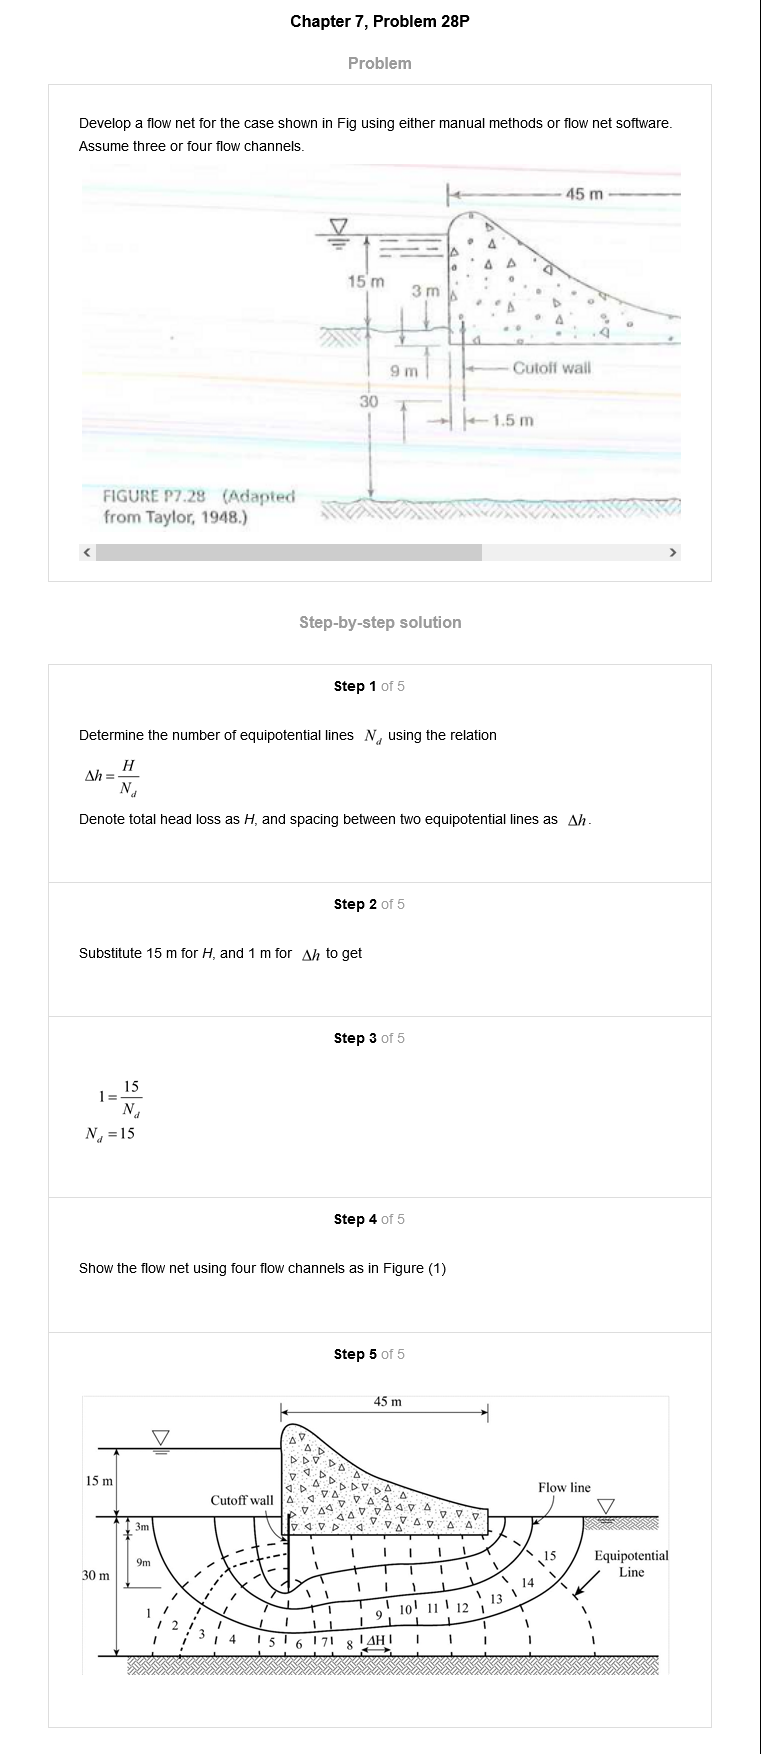 Chapter 7, Problem 28P
Problem
Develop a flow net for the case shown in Fig using either manual methods or flow net software.
Assume three or four flow channels.
45 m
15 m
3 m
9 m
Cutoff wall
30
1.5 m
FIGURE P7.28 (Adapted
from Taylor, 1948.)
Step-by-step solution
Step 1 of 5
Determine the number of equipotential lines N_d using the relation
Δh = H / N_d
Denote total head loss as H, and spacing between two equipotential lines as Δh.
Step 2 of 5
Substitute 15 m for H, and 1 m for Δh to get
Step 3 of 5
1 = 15 / N_d
N_d = 15
Step 4 of 5
Show the flow net using four flow channels as in Figure (1)
Step 5 of 5
45 m
15 m
Flow line
Cutoff wall
3m
9m
15
Equipotential
Line
30 m
14
13
1
2
3
4
5
6
7
8
9
10
11
12
ΔH